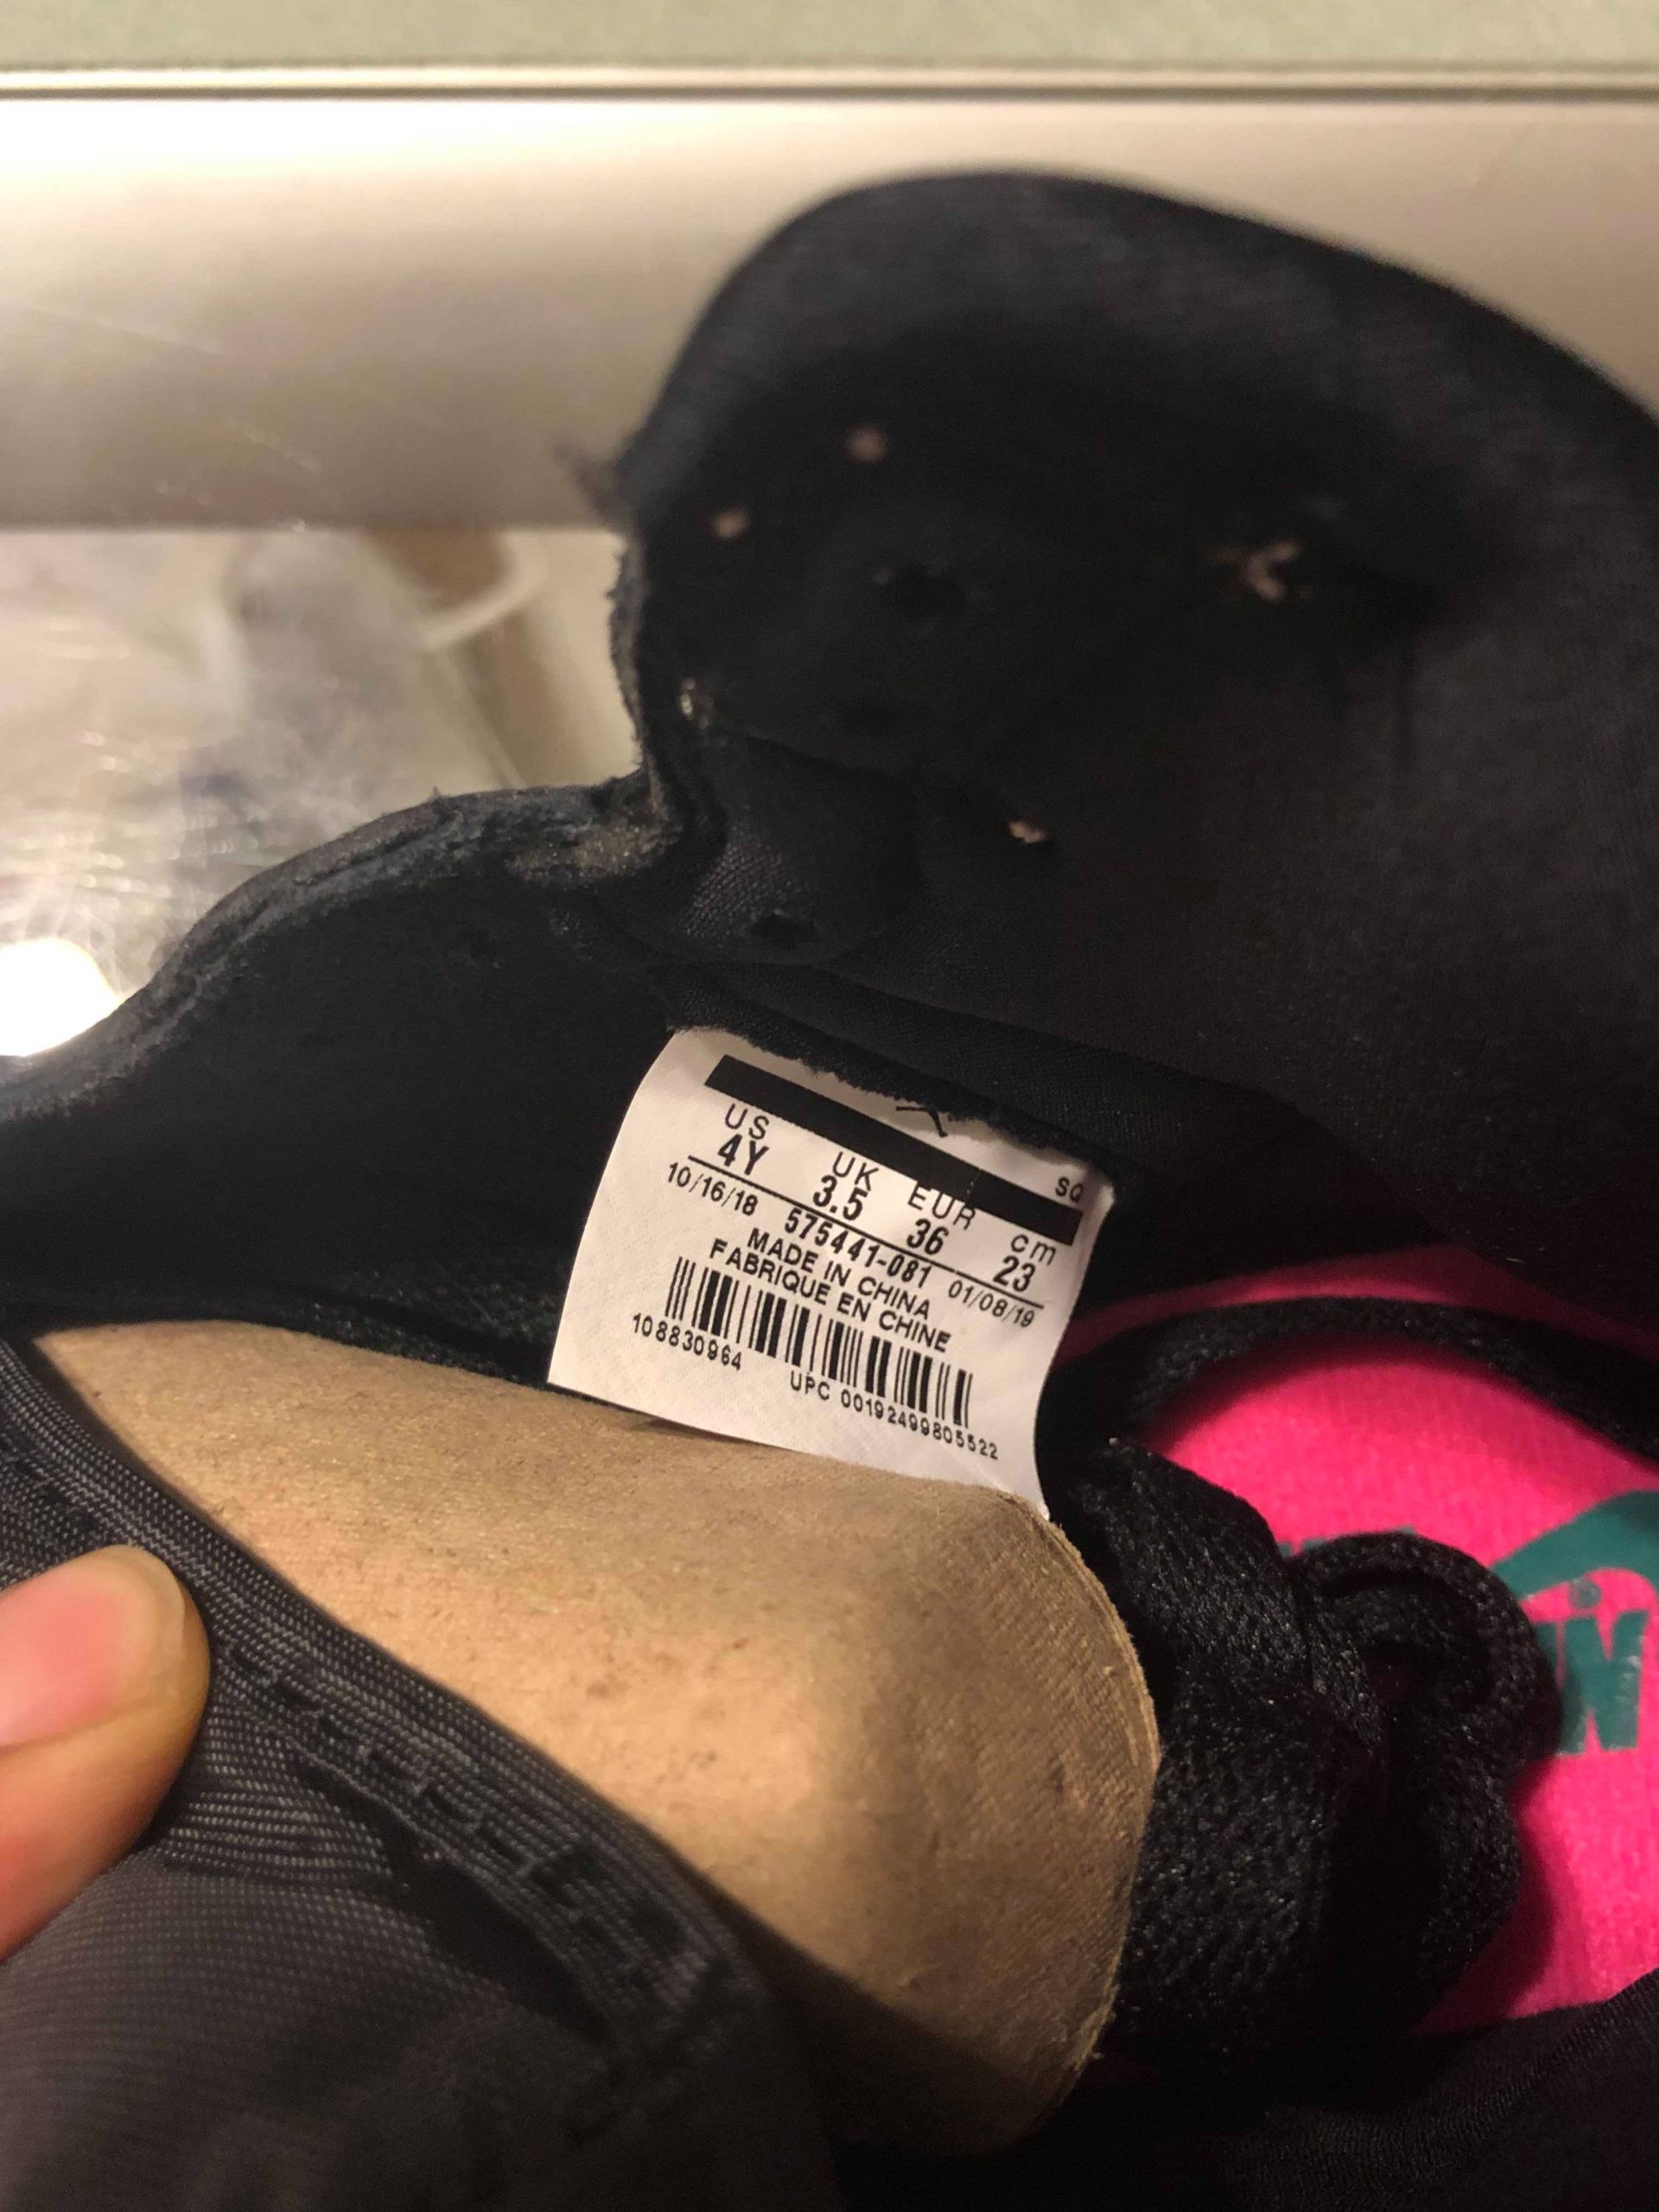 SQ
US UK EUR cm
4Y 3.5 36 23
10/16/18 575441-081 01/08/19
MADE IN CHINA
FABRIQUE EN CHINE
108830964 UPC 00192499805522